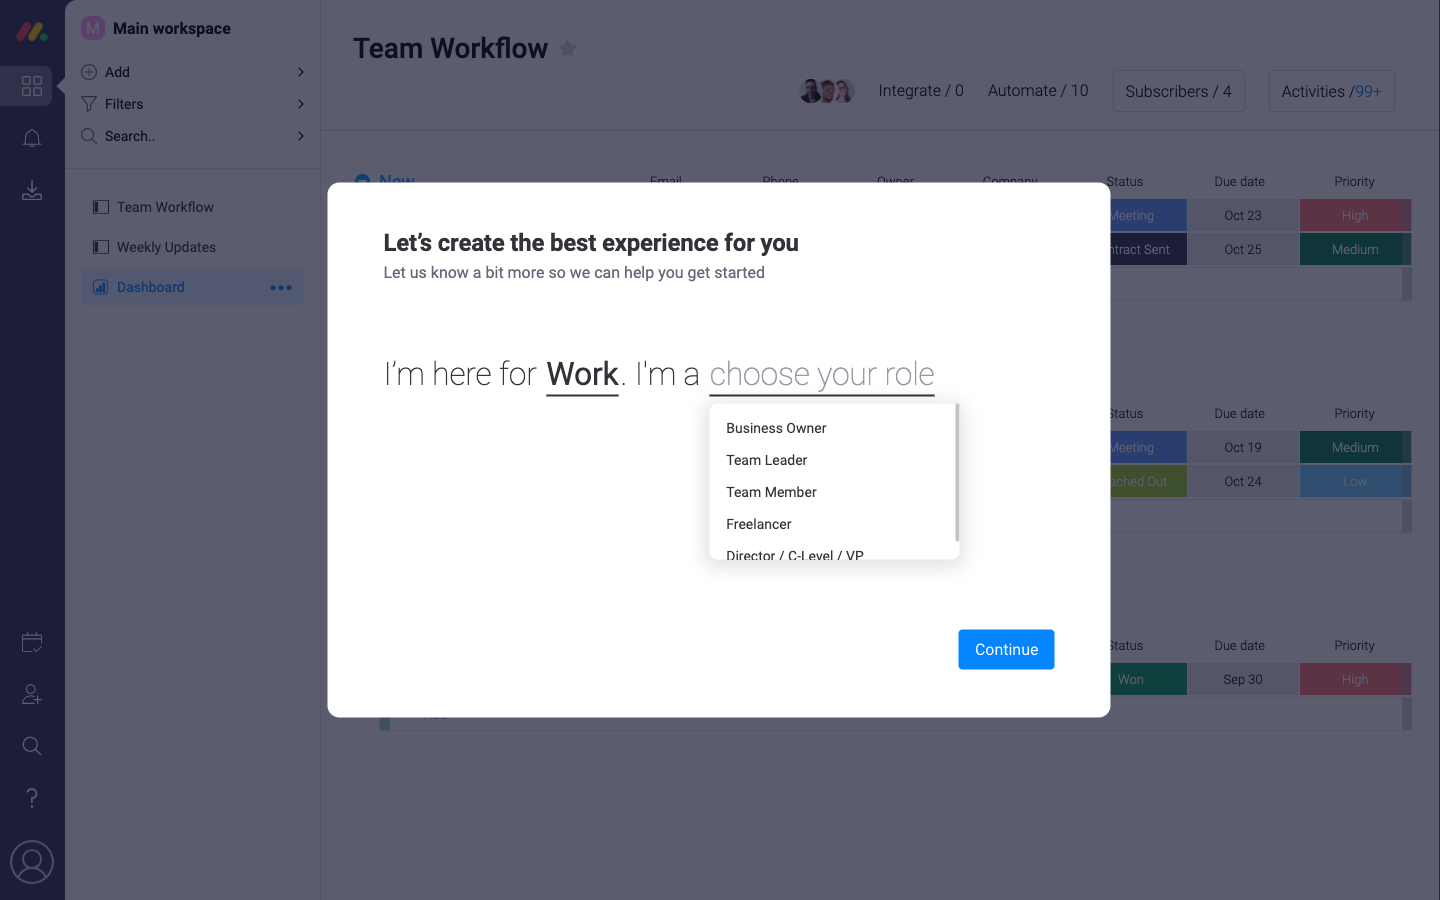 M Main workspace
Add
Filters
Search..
Team Workflow
Weekly Updates
Dashboard
Team Workflow
Integrate / 0 Automate / 10 Subscribers / 4 Activities /99+
Email Phone Owner Company Status Due date Priority
Meeting Oct 23 High
ntract Sent Oct 25 Medium
Let’s create the best experience for you
Let us know a bit more so we can help you get started
I’m here for Work. I'm a choose your role
Business Owner
Team Leader
Team Member
Freelancer
Director / C-Level / VP
Continue
Status Due date Priority
Meeting Oct 19 Medium
ached Out Oct 24 Low
Status Due date Priority
Won Sep 30 High